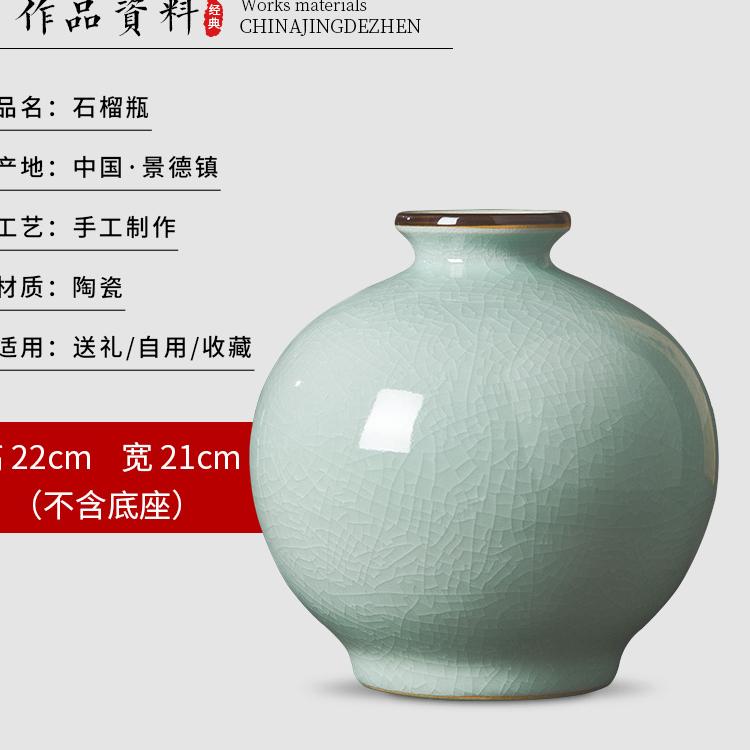 作品資料 经典
Works materials
CHINAJINGDEZHEN
品名：石榴瓶
产地：中国·景德镇
工艺：手工制作
材质：陶瓷
适用：送礼/自用/收藏
高 22cm 宽 21cm
（不含底座）